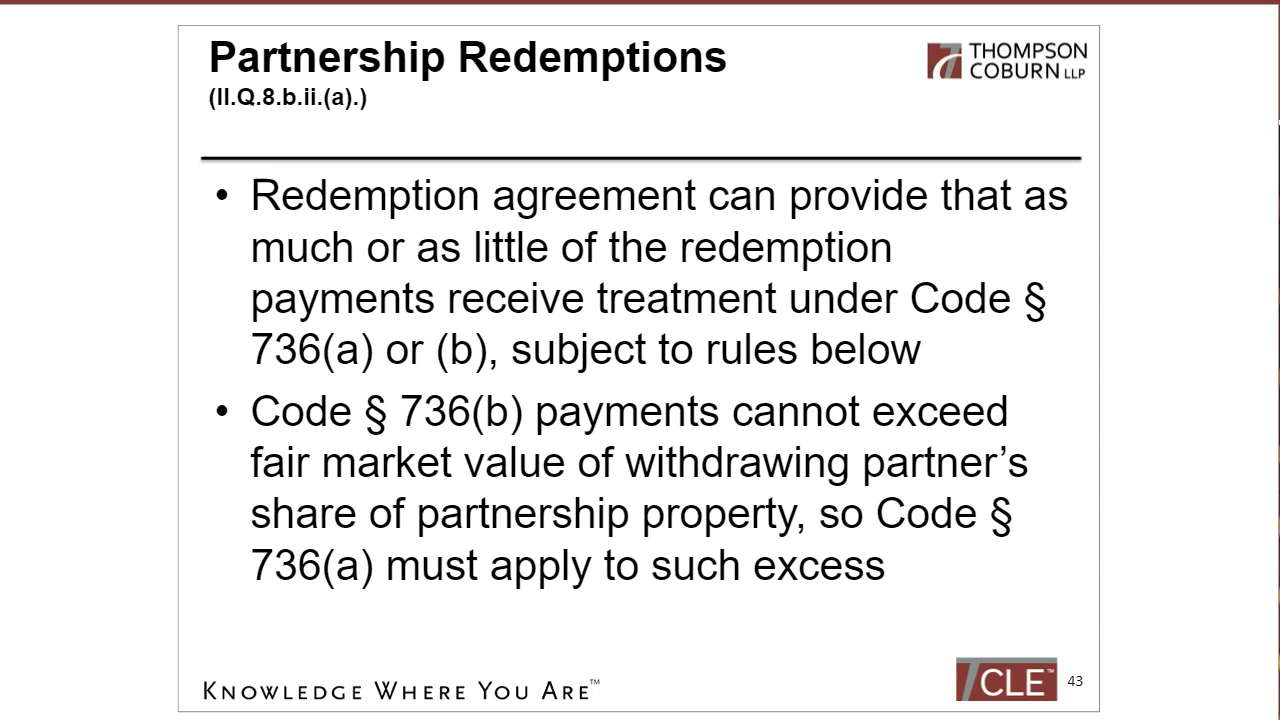 Partnership Redemptions
(II.Q.8.b.ii.(a).)
THOMPSON
COBURN LLP
• Redemption agreement can provide that as
much or as little of the redemption
payments receive treatment under Code §
736(a) or (b), subject to rules below
• Code § 736(b) payments cannot exceed
fair market value of withdrawing partner’s
share of partnership property, so Code §
736(a) must apply to such excess
KNOWLEDGE WHERE YOU ARE™
CLE™
43